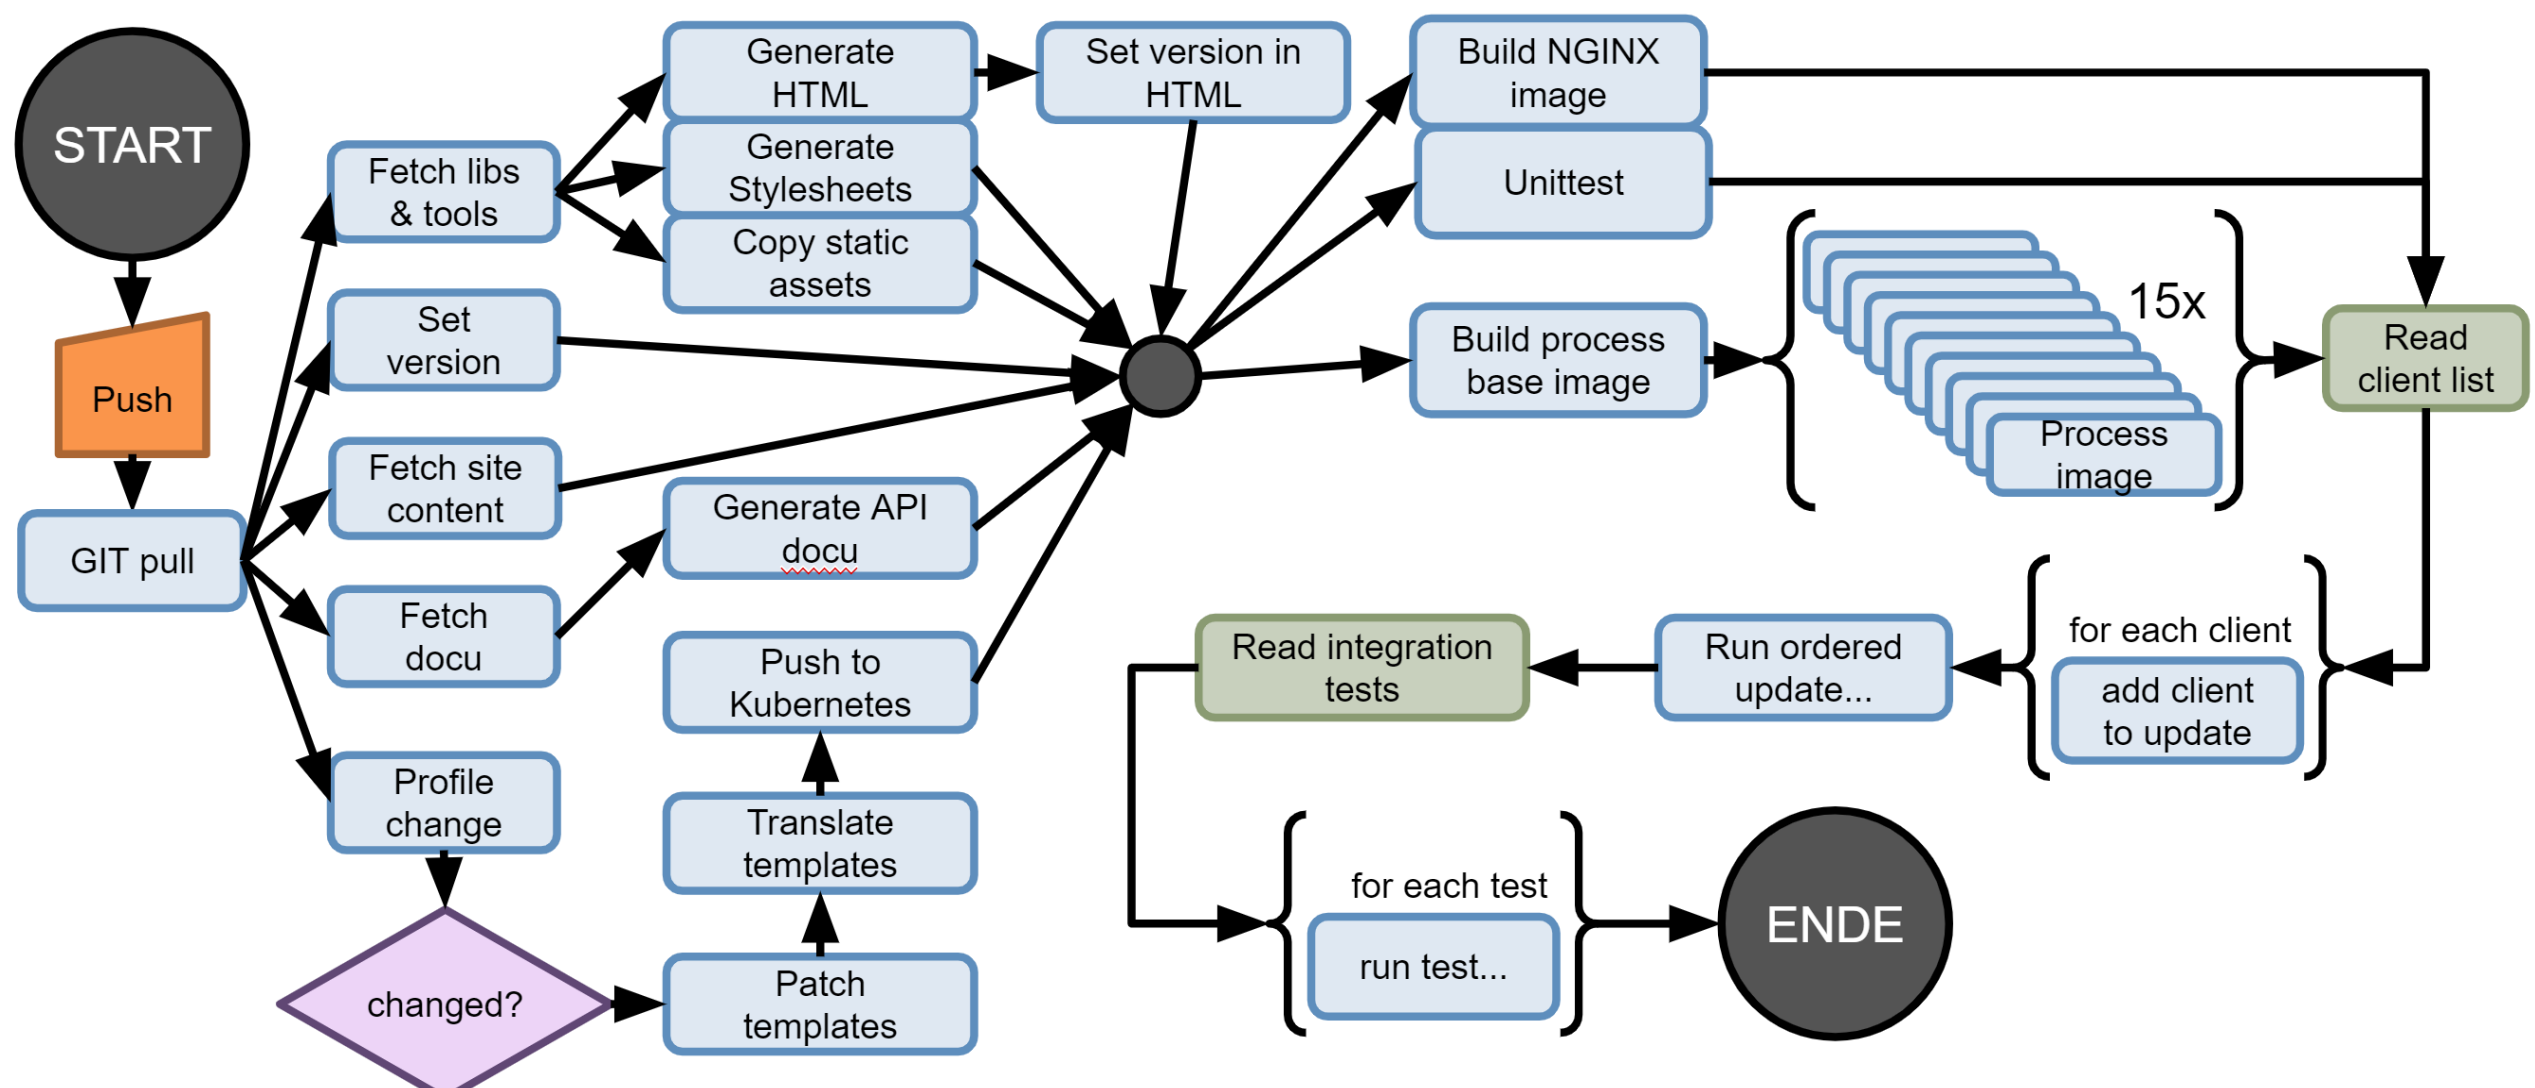 START
Push
GIT pull
Fetch libs
& tools
Set
version
Fetch site
content
Fetch
docu
Profile
change
changed?
Generate
HTML
Generate
Stylesheets
Copy static
assets
Set version in
HTML
Generate API
docu
Push to
Kubernetes
Translate
templates
Patch
templates
Build NGINX
image
Unittest
Build process
base image
15x
Process
image
Read
client list
for each client
add client
to update
Run ordered
update...
Read integration
tests
for each test
run test...
ENDE